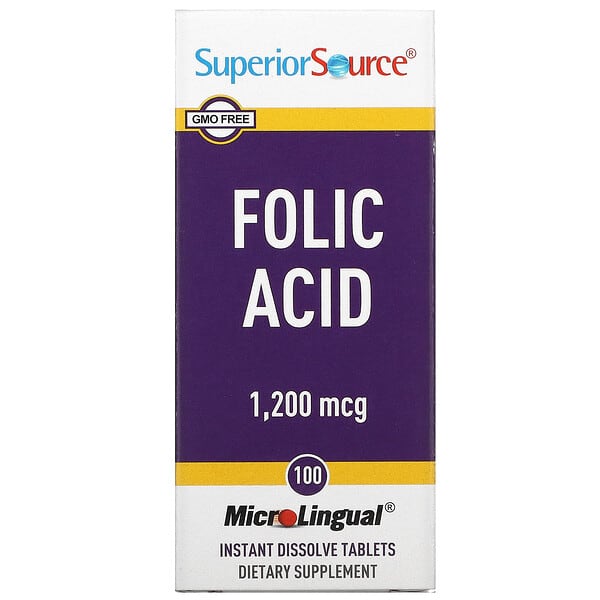 SuperiorSource®
GMO FREE
FOLIC
ACID
1,200 mcg
100
MicroLingual®
INSTANT DISSOLVE TABLETS
DIETARY SUPPLEMENT